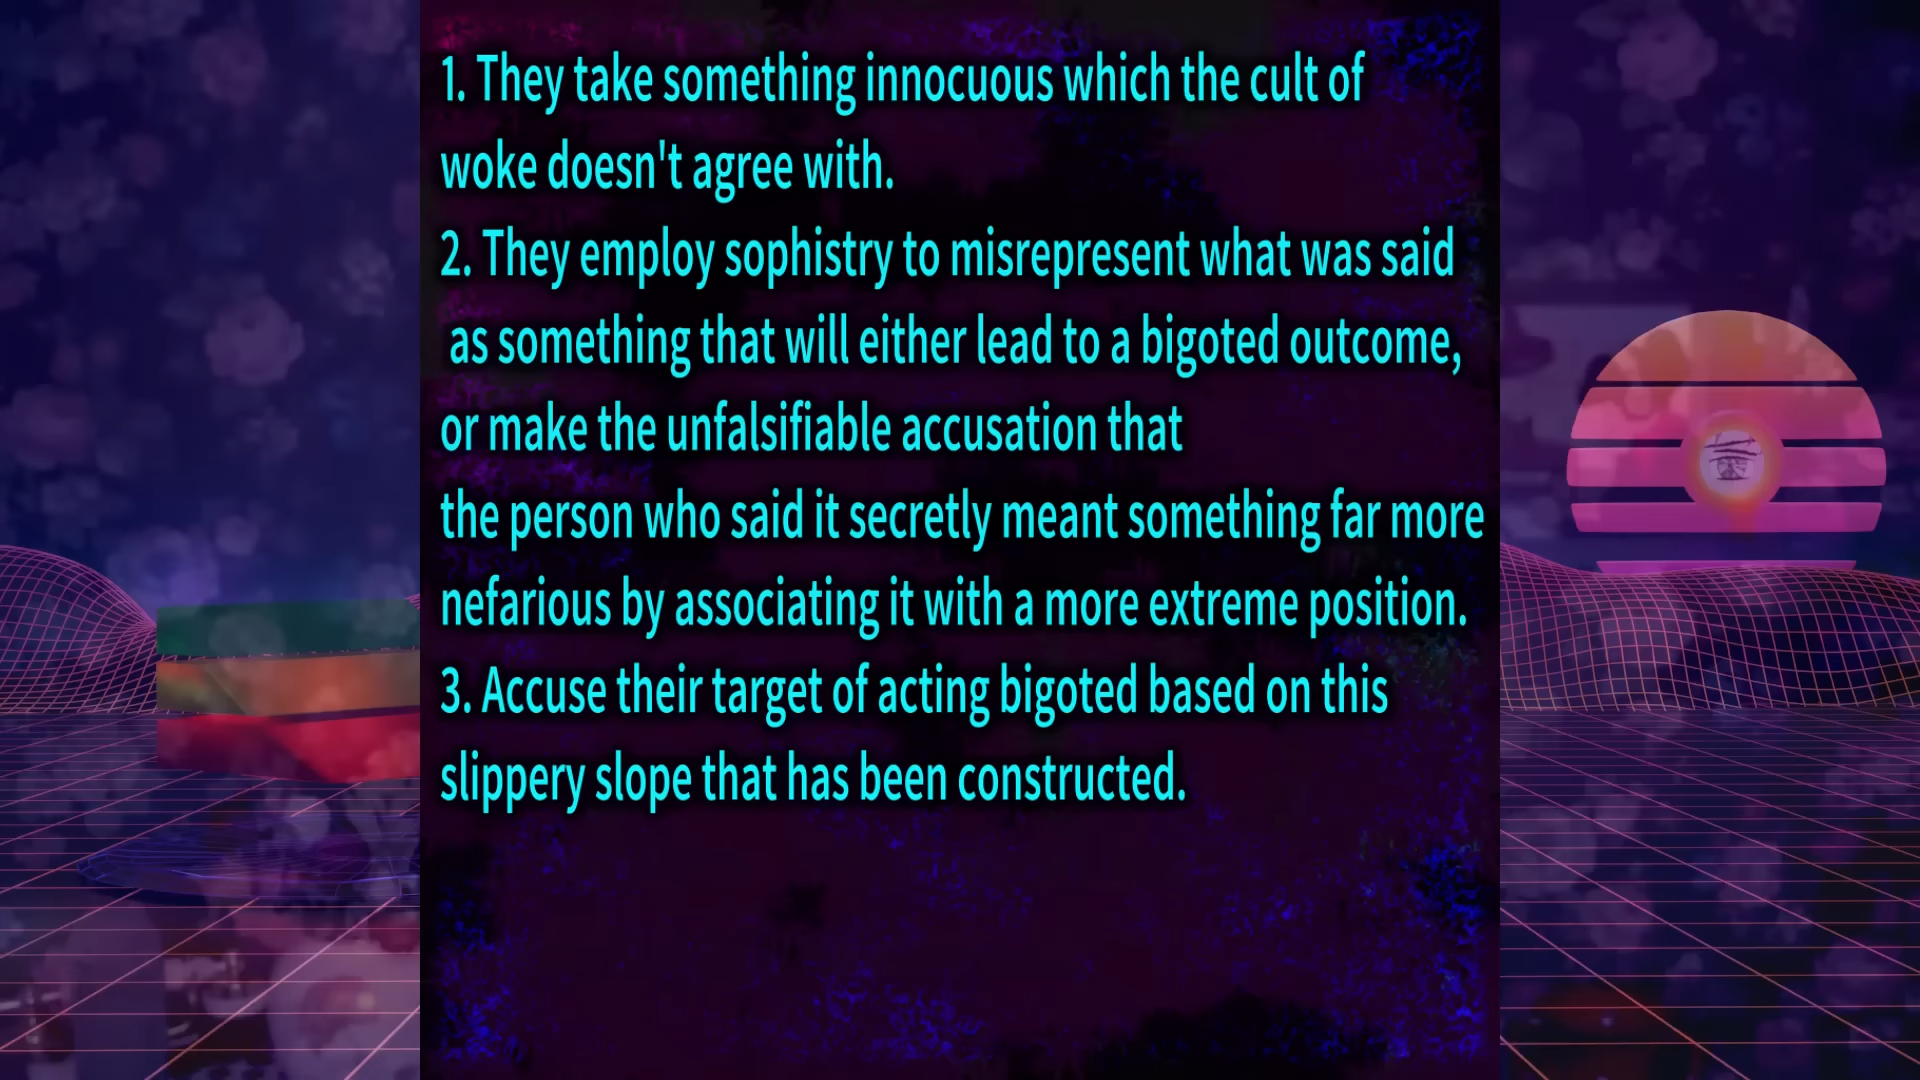 1. They take something innocuous which the cult of
woke doesn't agree with.
2. They employ sophistry to misrepresent what was said
as something that will either lead to a bigoted outcome,
or make the unfalsifiable accusation that
the person who said it secretly meant something far more
nefarious by associating it with a more extreme position.
3. Accuse their target of acting bigoted based on this
slippery slope that has been constructed.